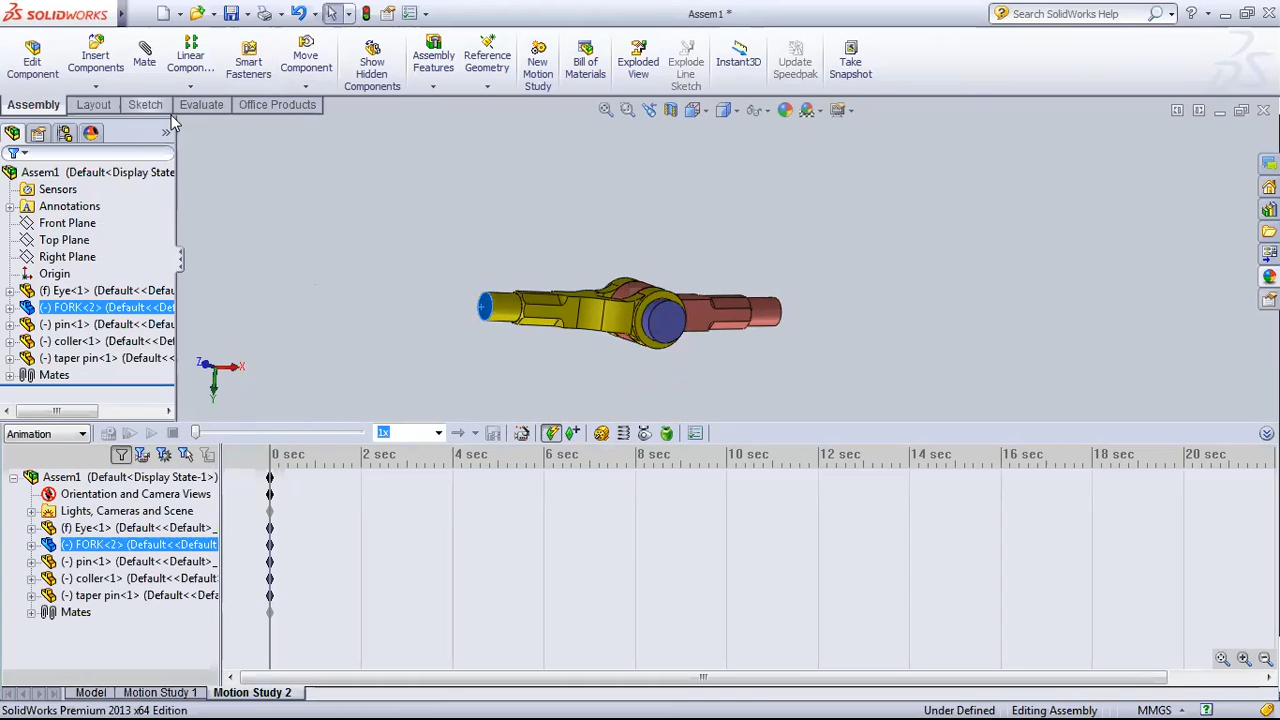 SOLIDWORKS
Assem1 *
Search SolidWorks Help
Edit Component
Insert Components
Mate
Linear Compon...
Smart Fasteners
Move Component
Show Hidden Components
Assembly Features
Reference Geometry
New Motion Study
Bill of Materials
Exploded View
Explode Line Sketch
Instant3D
Update Speedpak
Take Snapshot
Assembly Layout Sketch Evaluate Office Products
Assem1 (Default<Display State
Sensors
Annotations
Front Plane
Top Plane
Right Plane
Origin
(f) Eye<1> (Default<Defau
(-) FORK<2> (Default<Def
(-) pin<1> (Default<Defau
(-) coller<1> (Default<Def
(-) taper pin<1> (Default<
Mates
Z X
Y
Animation 1x
0 sec 2 sec 4 sec 6 sec 8 sec 10 sec 12 sec 14 sec 16 sec 18 sec 20 sec
Assem1 (Default<Display State-1>)
Orientation and Camera Views
Lights, Cameras and Scene
(f) Eye<1> (Default<<Default>_
(-) FORK<2> (Default<<Default
(-) pin<1> (Default<<Default>_
(-) coller<1> (Default<<Default
(-) taper pin<1> (Default<<Defa
Mates
Model Motion Study 1 Motion Study 2
SolidWorks Premium 2013 x64 Edition Under Defined Editing Assembly MMGS